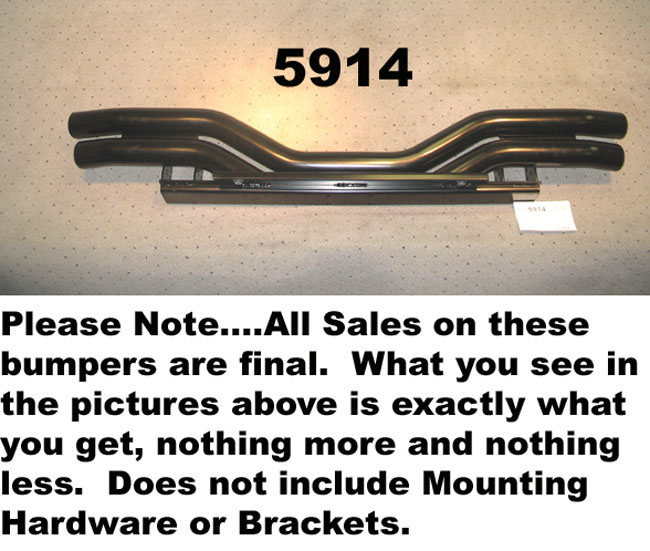 5914
5914
Please Note....All Sales on these
bumpers are final.  What you see in
the pictures above is exactly what
you get, nothing more and nothing
less.  Does not include Mounting
Hardware or Brackets.